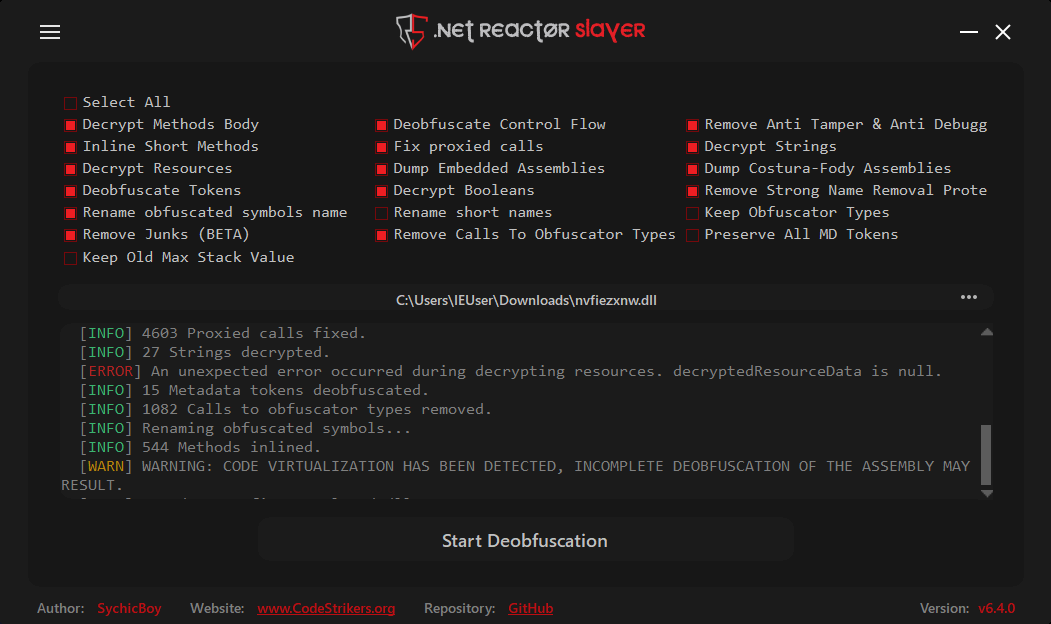 .NET REACTØR SLAYER
Select All
Decrypt Methods Body
Deobfuscate Control Flow
Remove Anti Tamper & Anti Debugg
Inline Short Methods
Fix proxied calls
Decrypt Strings
Decrypt Resources
Dump Embedded Assemblies
Dump Costura-Fody Assemblies
Deobfuscate Tokens
Decrypt Booleans
Remove Strong Name Removal Prote
Rename obfuscated symbols name
Rename short names
Keep Obfuscator Types
Remove Junks (BETA)
Remove Calls To Obfuscator Types
Preserve All MD Tokens
Keep Old Max Stack Value
C:\Users\IEUser\Downloads\nvfiezxnw.dll
[INFO] 4603 Proxied calls fixed.
[INFO] 27 Strings decrypted.
[ERROR] An unexpected error occurred during decrypting resources. decryptedResourceData is null.
[INFO] 15 Metadata tokens deobfuscated.
[INFO] 1082 Calls to obfuscator types removed.
[INFO] Renaming obfuscated symbols...
[INFO] 544 Methods inlined.
[WARN] WARNING: CODE VIRTUALIZATION HAS BEEN DETECTED, INCOMPLETE DEOBFUSCATION OF THE ASSEMBLY MAY
RESULT.
Start Deobfuscation
Author: SychicBoy Website: www.CodeStrikers.org Repository: GitHub Version: v6.4.0